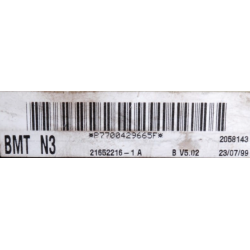 *P7700429665F*
2058143
BMT N3
21652216-1 A
8 V5.02
23/07/99